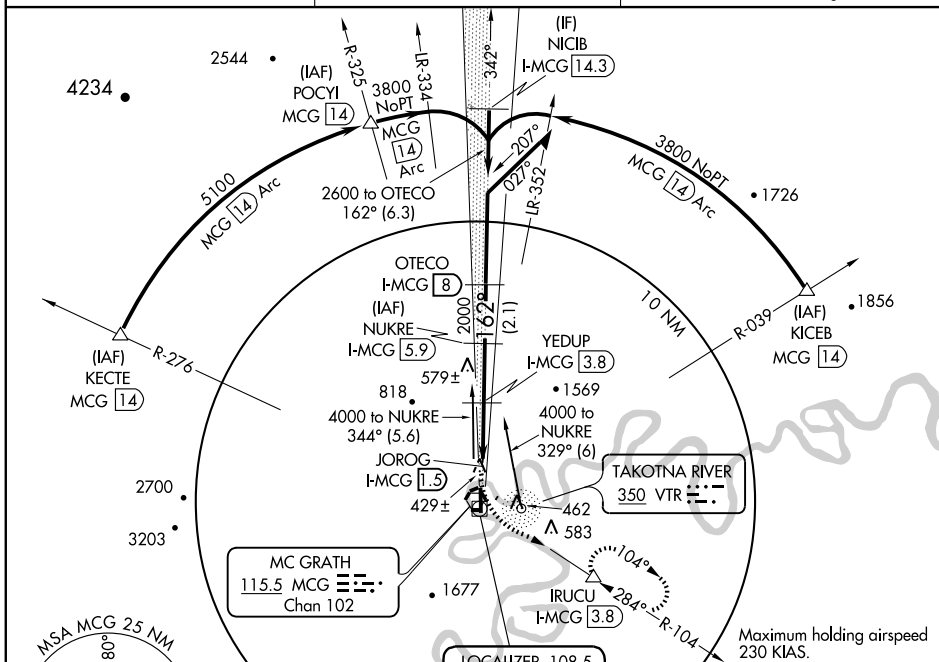 (IF)
NICIB
I-MCG 14.3
342°
R-325
LR-334
2544
4234
(IAF)
POCYI
MCG 14
3800
NoPT
MCG
14
Arc
207°
027°
LR-352
3800 NoPT
MCG 14 Arc
5100
MCG 14 Arc
2600 to OTECO
162° (6.3)
1726
OTECO
I-MCG 8
(IAF)
NUKRE
I-MCG 5.9
2000
162°
(2.1)
10 NM
R-039
1856
(IAF)
KICEB
MCG 14
R-276
(IAF)
KECTE
MCG 14
YEDUP
I-MCG 3.8
579±
818
1569
4000 to NUKRE
344° (5.6)
4000 to
NUKRE
329° (6)
JOROG
I-MCG 1.5
429±
TAKOTNA RIVER
350 VTR
462
583
2700
3203
MC GRATH
115.5 MCG
Chan 102
1677
104°
284°
R-104
IRUCU
I-MCG 3.8
Maximum holding airspeed
230 KIAS.
MSA MCG 25 NM
80°
LOCALIZER 108.5